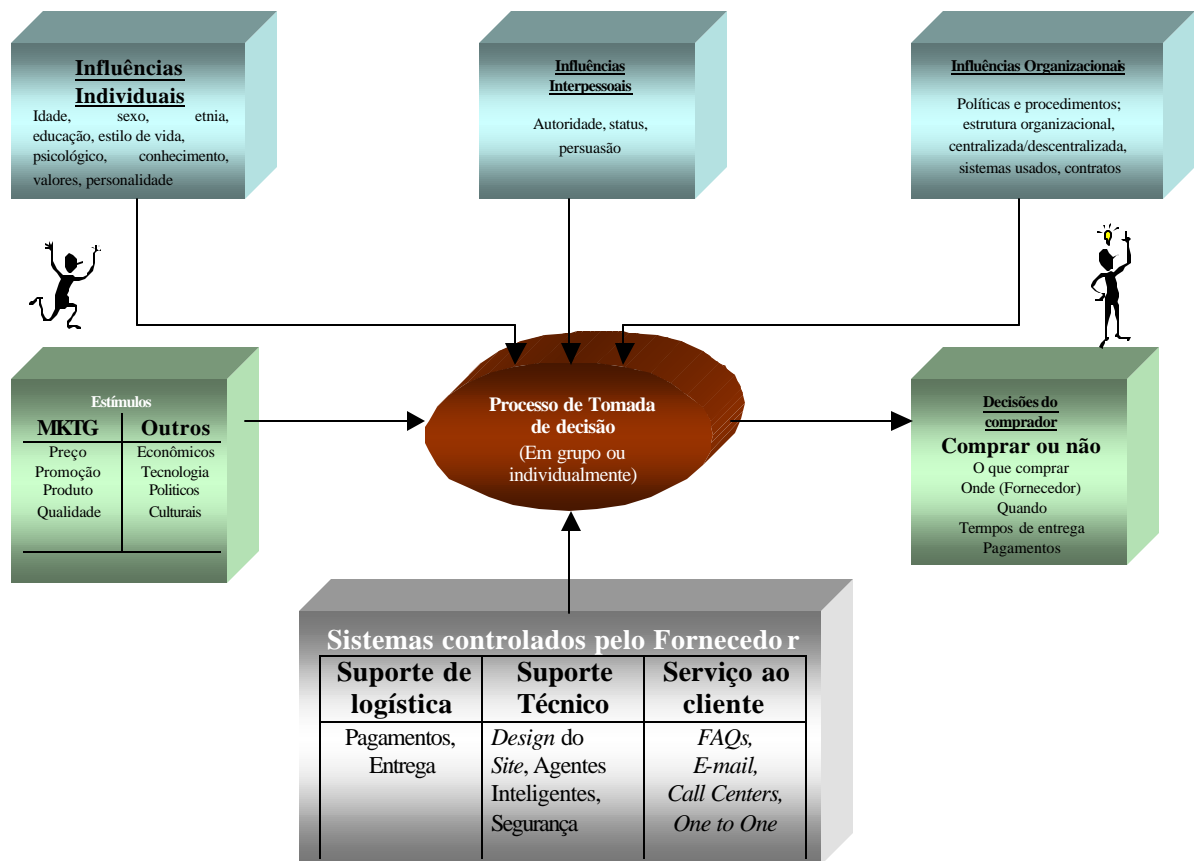 Influências
Individuais
Idade, sexo, etnia,
educação, estilo de vida,
psicológico, conhecimento,
valores, personalidade
Influências
Interpessoais
Autoridade, status,
persuasão
Influências Organizacionais
Políticas e procedimentos;
estrutura organizacional,
centralizada/descentralizada,
sistemas usados, contratos
Estímulos
MKTG Outros
Preço Econômicos
Promoção Tecnologia
Produto Politicos
Qualidade Culturais
Processo de Tomada
de decisão
(Em grupo ou
individualmente)
Decisões do
comprador
Comprar ou não
O que comprar
Onde (Fornecedor)
Quando
Termpos de entrega
Pagamentos
Sistemas controlados pelo Fornecedor
Suporte de
logística
Pagamentos,
Entrega
Suporte
Técnico
Design do
Site, Agentes
Inteligentes,
Segurança
Serviço ao
cliente
FAQs,
E-mail,
Call Centers,
One to One